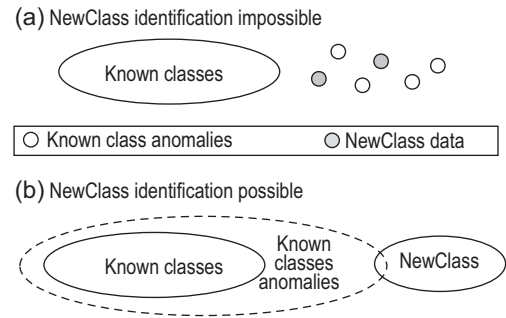 (a) NewClass identification impossible
Known classes
Known class anomalies NewClass data
(b) NewClass identification possible
Known classes
Known
classes
anomalies
NewClass